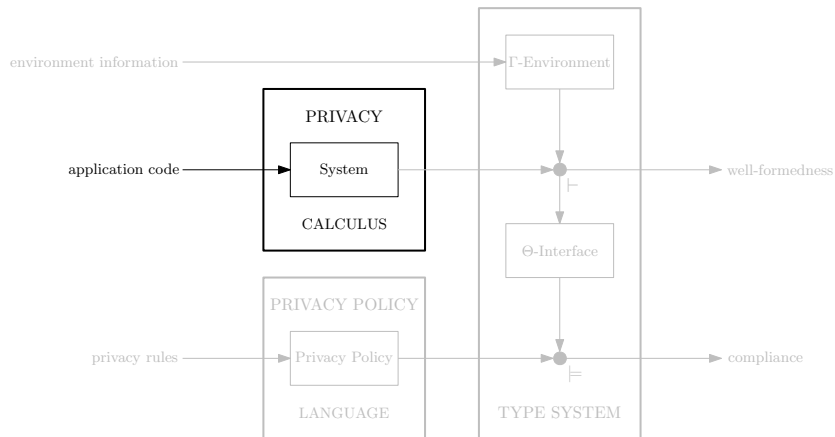 environment information
Γ-Environment
PRIVACY
application code
System
⊢
well-formedness
CALCULUS
Θ-Interface
PRIVACY POLICY
privacy rules
Privacy Policy
⊨
compliance
LANGUAGE
TYPE SYSTEM